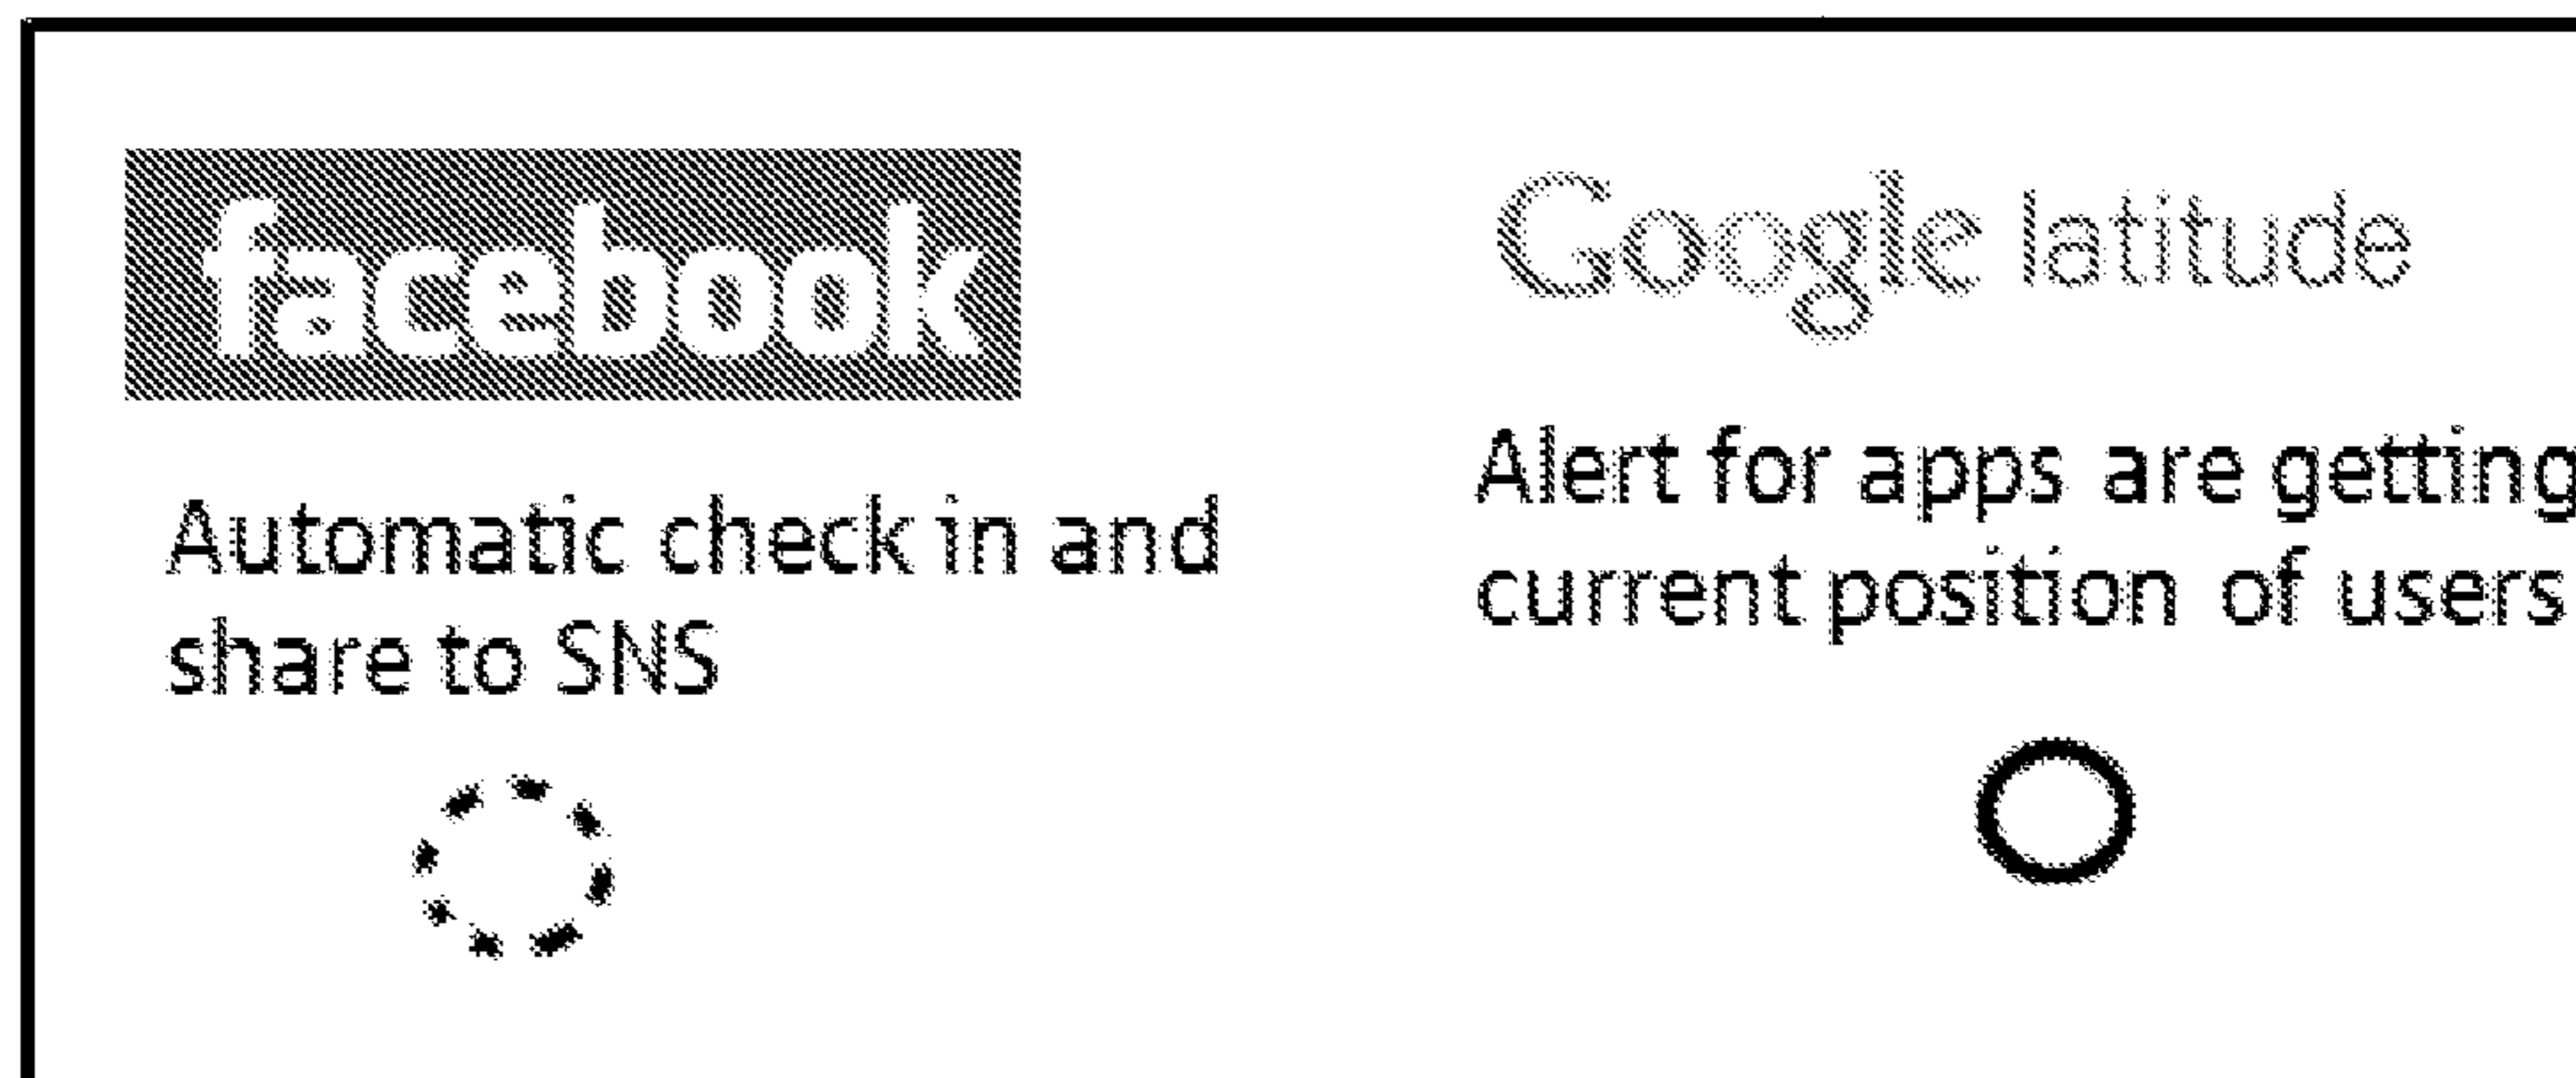 facebook
Automatic check in and
share to SNS
Google latitude
Alert for apps are getting
current position of users